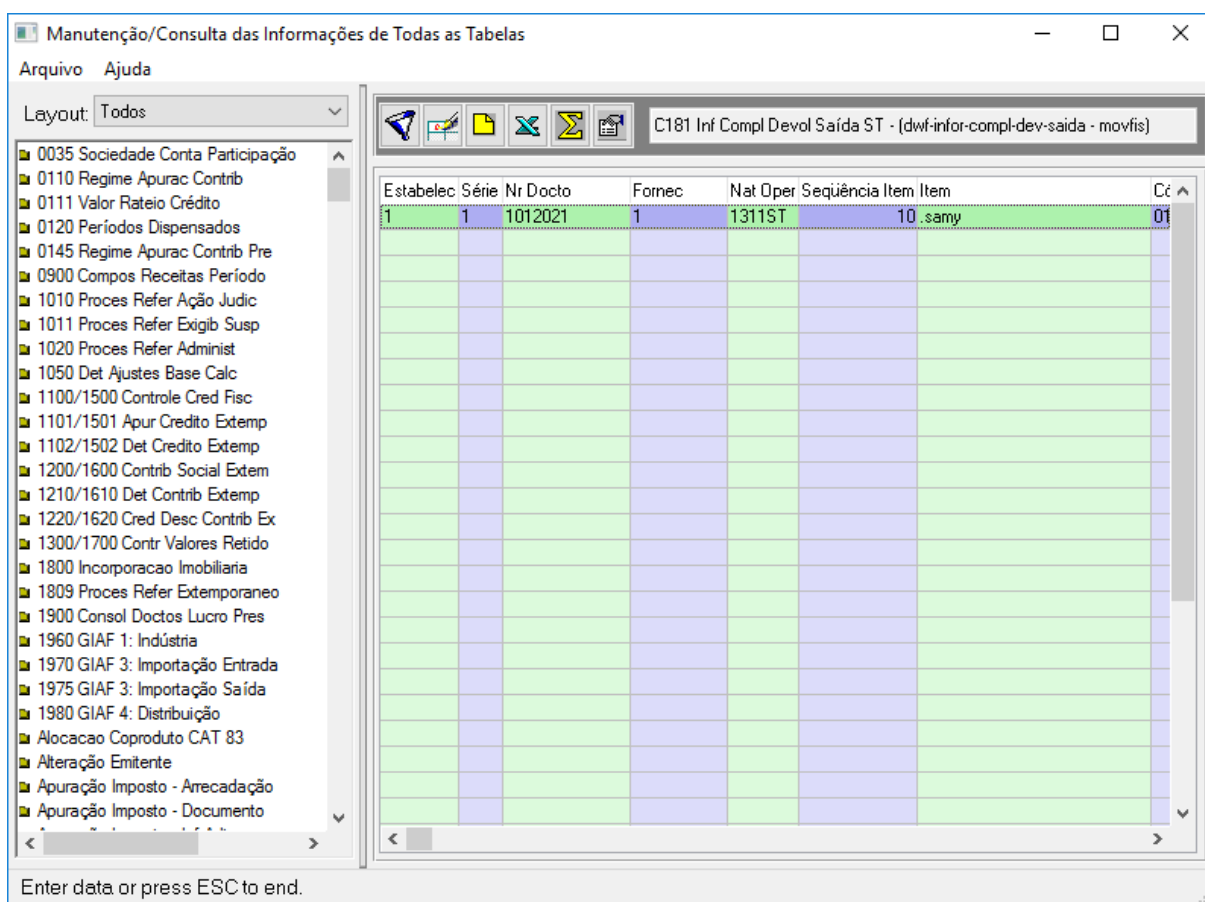 Manutenção/Consulta das Informações de Todas as Tabelas
Arquivo Ajuda
Layout: Todos
C181 Inf Compl Devol Saída ST - (dwf-infor-compl-dev-saida - movfis)
0035 Sociedade Conta Participação
0110 Regime Apurac Contrib
0111 Valor Rateio Crédito
0120 Períodos Dispensados
0145 Regime Apurac Contrib Pre
0900 Compos Receitas Período
1010 Proces Refer Ação Judic
1011 Proces Refer Exigib Susp
1020 Proces Refer Administ
1050 Det Ajustes Base Calc
1100/1500 Controle Cred Fisc
1101/1501 Apur Credito Extemp
1102/1502 Det Credito Extemp
1200/1600 Contrib Social Extem
1210/1610 Det Contrib Extemp
1220/1620 Cred Desc Contrib Ex
1300/1700 Contr Valores Retido
1800 Incorporacao Imobiliaria
1809 Proces Refer Extemporaneo
1900 Consol Doctos Lucro Pres
1960 GIAF 1: Indústria
1970 GIAF 3: Importação Entrada
1975 GIAF 3: Importação Saída
1980 GIAF 4: Distribuição
Alocacao Coproduto CAT 83
Alteração Emitente
Apuração Imposto - Arrecadação
Apuração Imposto - Documento
Estabelec Série Nr Docto Fornec Nat Oper Seqüência Item Item Có
1 1 1012021 1 1311ST 10 .samy 01
Enter data or press ESC to end.